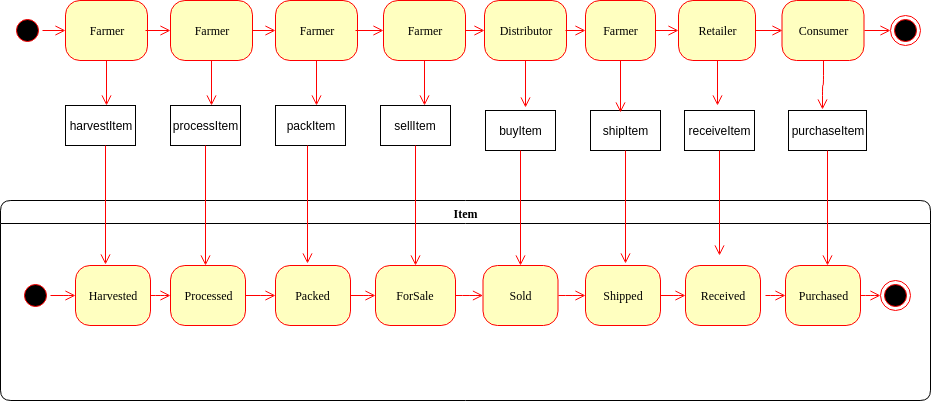 Farmer
Farmer
Farmer
Farmer
Distributor
Farmer
Retailer
Consumer
harvestItem
processItem
packItem
sellItem
buyItem
shipItem
receiveItem
purchaseItem
Item
Harvested
Processed
Packed
ForSale
Sold
Shipped
Received
Purchased